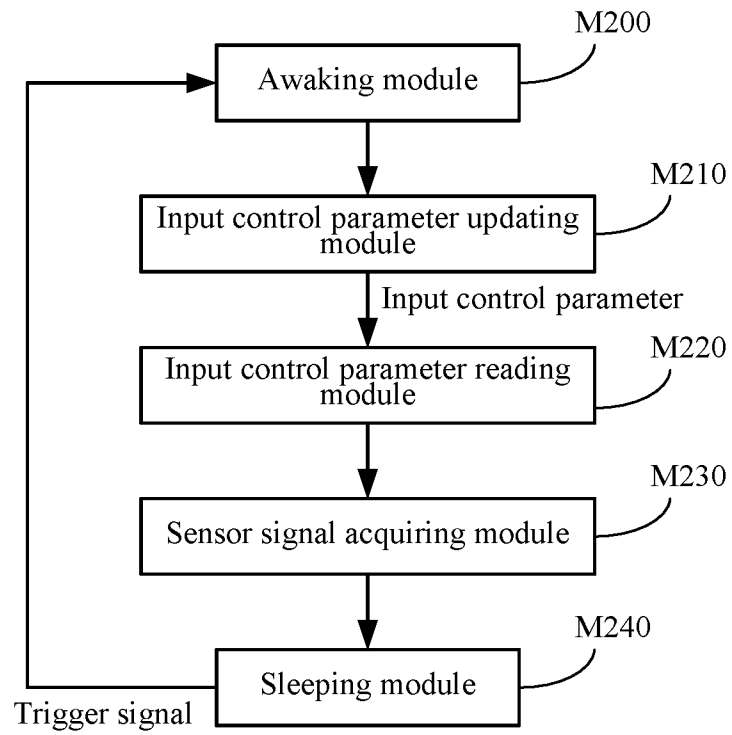 M200
Awaking module
M210
Input control parameter updating
module
Input control parameter
M220
Input control parameter reading
module
M230
Sensor signal acquiring module
M240
Sleeping module
Trigger signal